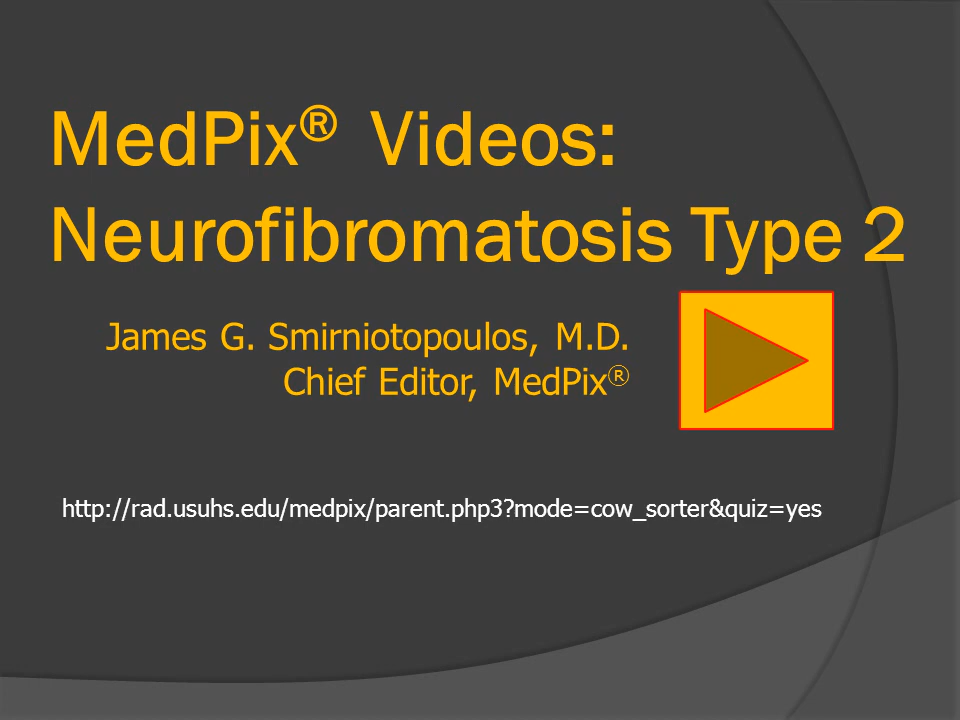 MedPix® Videos:
Neurofibromatosis Type 2
James G. Smirniotopoulos, M.D.
Chief Editor, MedPix®
http://rad.usuhs.edu/medpix/parent.php3?mode=cow_sorter&quiz=yes